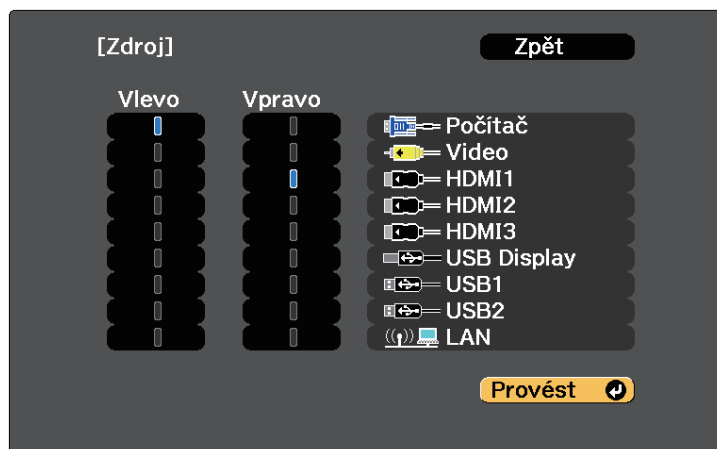 [Zdroj]
Zpět
Vlevo Vpravo
Počítač
Video
HDMI1
HDMI2
HDMI3
USB Display
USB1
USB2
LAN
Provést